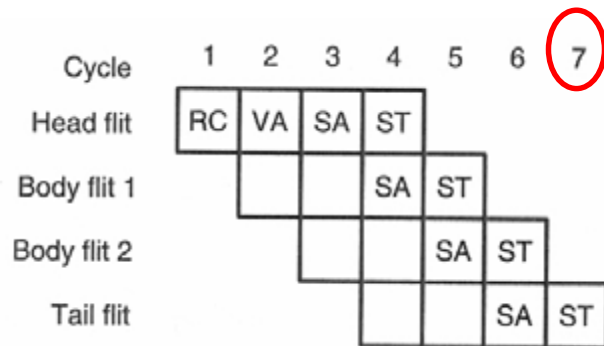 Cycle 1 2 3 4 5 6 7
Head flit RC VA SA ST
Body flit 1 SA ST
Body flit 2 SA ST
Tail flit SA ST